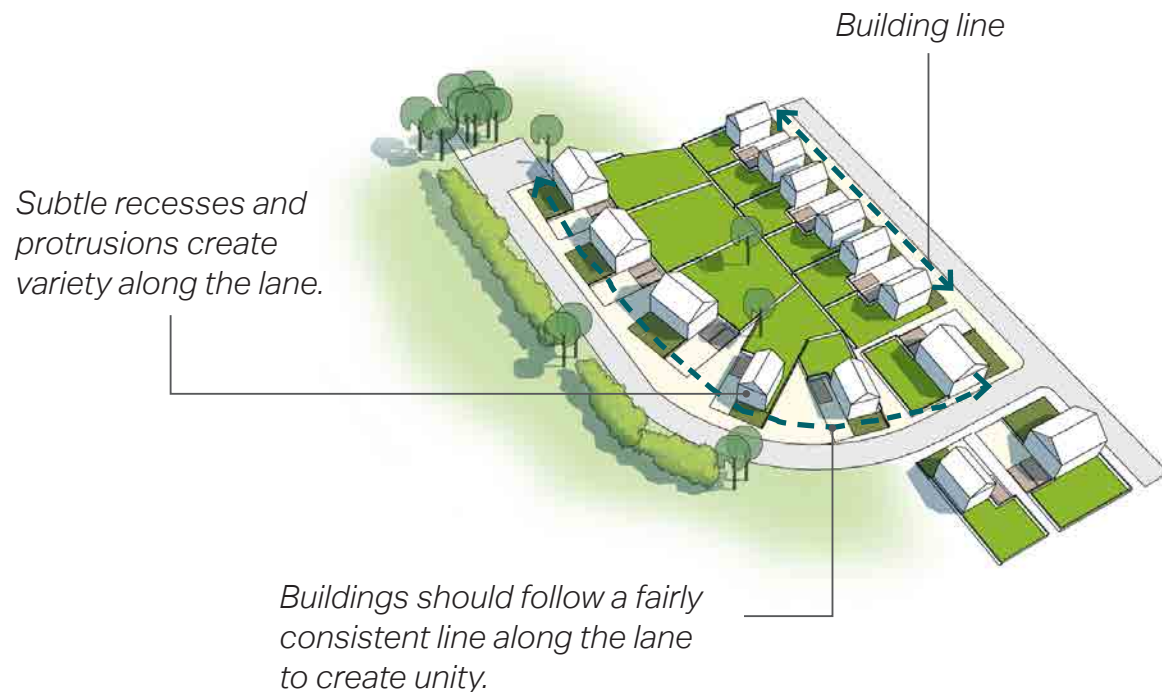 Building line
Subtle recesses and
protrusions create
variety along the lane.
Buildings should follow a fairly
consistent line along the lane
to create unity.